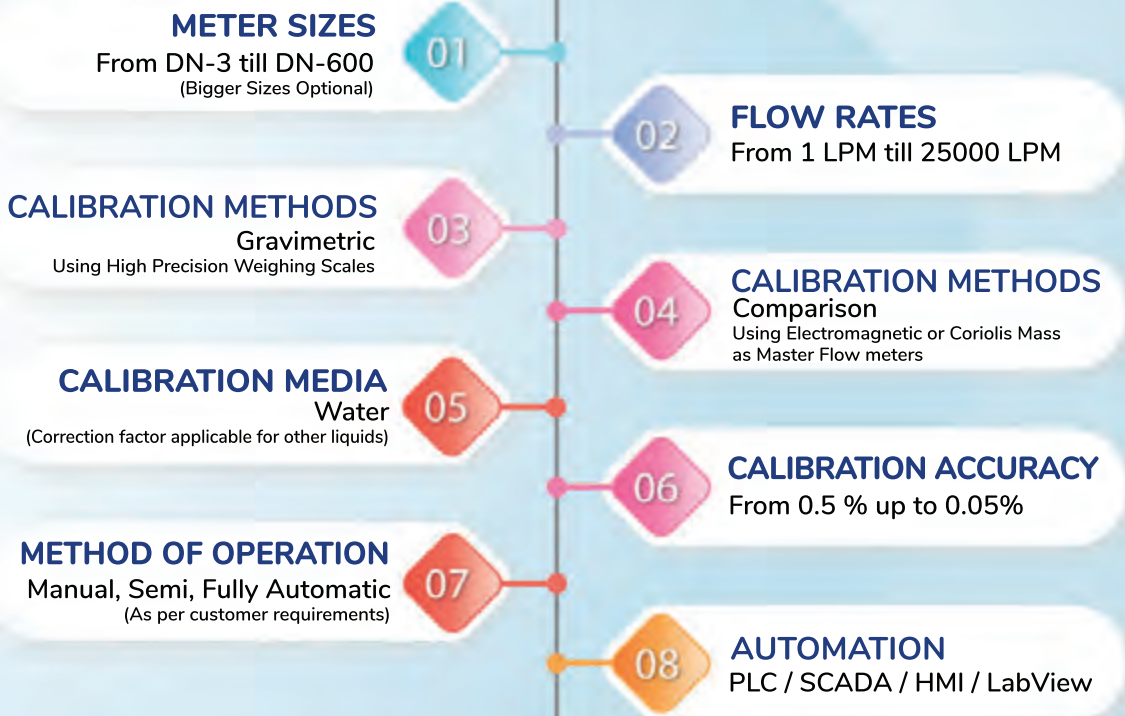 METER SIZES
From DN-3 till DN-600
(Bigger Sizes Optional)
01
02
FLOW RATES
From 1 LPM till 25000 LPM
CALIBRATION METHODS
Gravimetric
Using High Precision Weighing Scales
03
04
CALIBRATION METHODS
Comparison
Using Electromagnetic or Coriolis Mass
as Master Flow meters
CALIBRATION MEDIA
Water
(Correction factor applicable for other liquids)
05
06
CALIBRATION ACCURACY
From 0.5 % up to 0.05%
METHOD OF OPERATION
Manual, Semi, Fully Automatic
(As per customer requirements)
07
08
AUTOMATION
PLC / SCADA / HMI / LabView